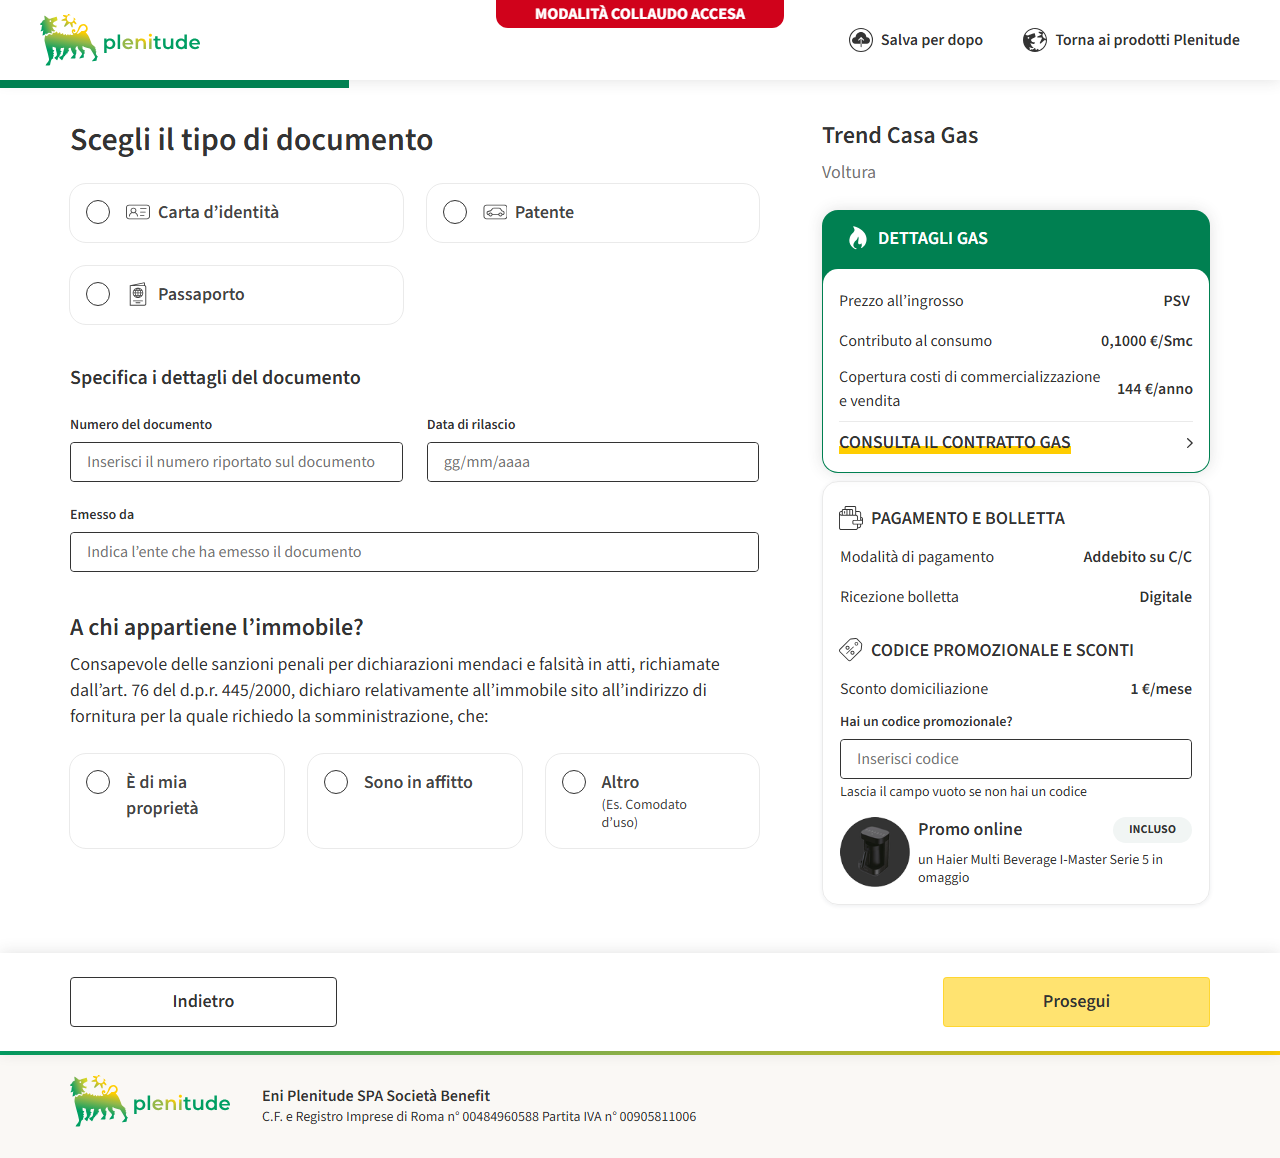 MODALITÀ COLLAUDO ACCESA
plenitude
Salva per dopo
Torna ai prodotti Plenitude
Scegli il tipo di documento
Carta d’identità
Patente
Passaporto
Specifica i dettagli del documento
Numero del documento
Data di rilascio
Inserisci il numero riportato sul documento
gg/mm/aaaa
Emesso da
Indica l’ente che ha emesso il documento
A chi appartiene l’immobile?
Consapevole delle sanzioni penali per dichiarazioni mendaci e falsità in atti, richiamate
dall’art. 76 del d.p.r. 445/2000, dichiaro relativamente all’immobile sito all’indirizzo di
fornitura per la quale richiedo la somministrazione, che:
È di mia
proprietà
Sono in affitto
Altro
(Es. Comodato
d’uso)
Trend Casa Gas
Voltura
DETTAGLI GAS
Prezzo all’ingrosso
PSV
Contributo al consumo
0,1000 €/Smc
Copertura costi di commercializzazione
e vendita
144 €/anno
CONSULTA IL CONTRATTO GAS
PAGAMENTO E BOLLETTA
Modalità di pagamento
Addebito su C/C
Ricezione bolletta
Digitale
CODICE PROMOZIONALE E SCONTI
Sconto domiciliazione
1 €/mese
Hai un codice promozionale?
Inserisci codice
Lascia il campo vuoto se non hai un codice
Promo online
INCLUSO
un Haier Multi Beverage I-Master Serie 5 in
omaggio
Indietro
Prosegui
plenitude
Eni Plenitude SPA Società Benefit
C.F. e Registro Imprese di Roma n° 00484960588 Partita IVA n° 00905811006